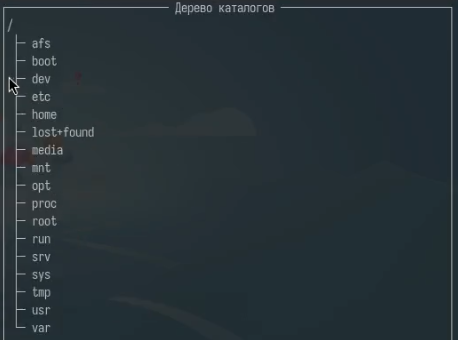 Дерево каталогов
/
afs
boot
dev
etc
home
lost+found
media
mnt
opt
proc
root
run
srv
sys
tmp
usr
var